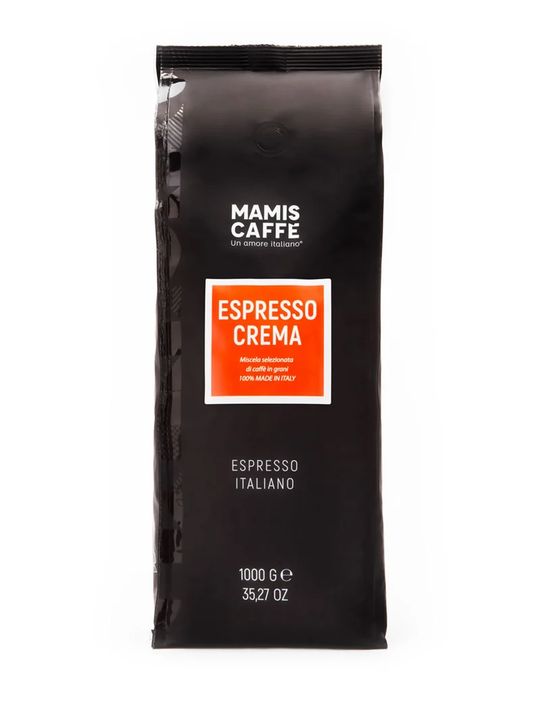 MAMIS
CAFFÈ
Un amore italiano®
ESPRESSO
CREMA
Miscela selezionata
di caffè in grani
100% MADE IN ITALY
ESPRESSO
ITALIANO
1000 G ℮
35,27 OZ